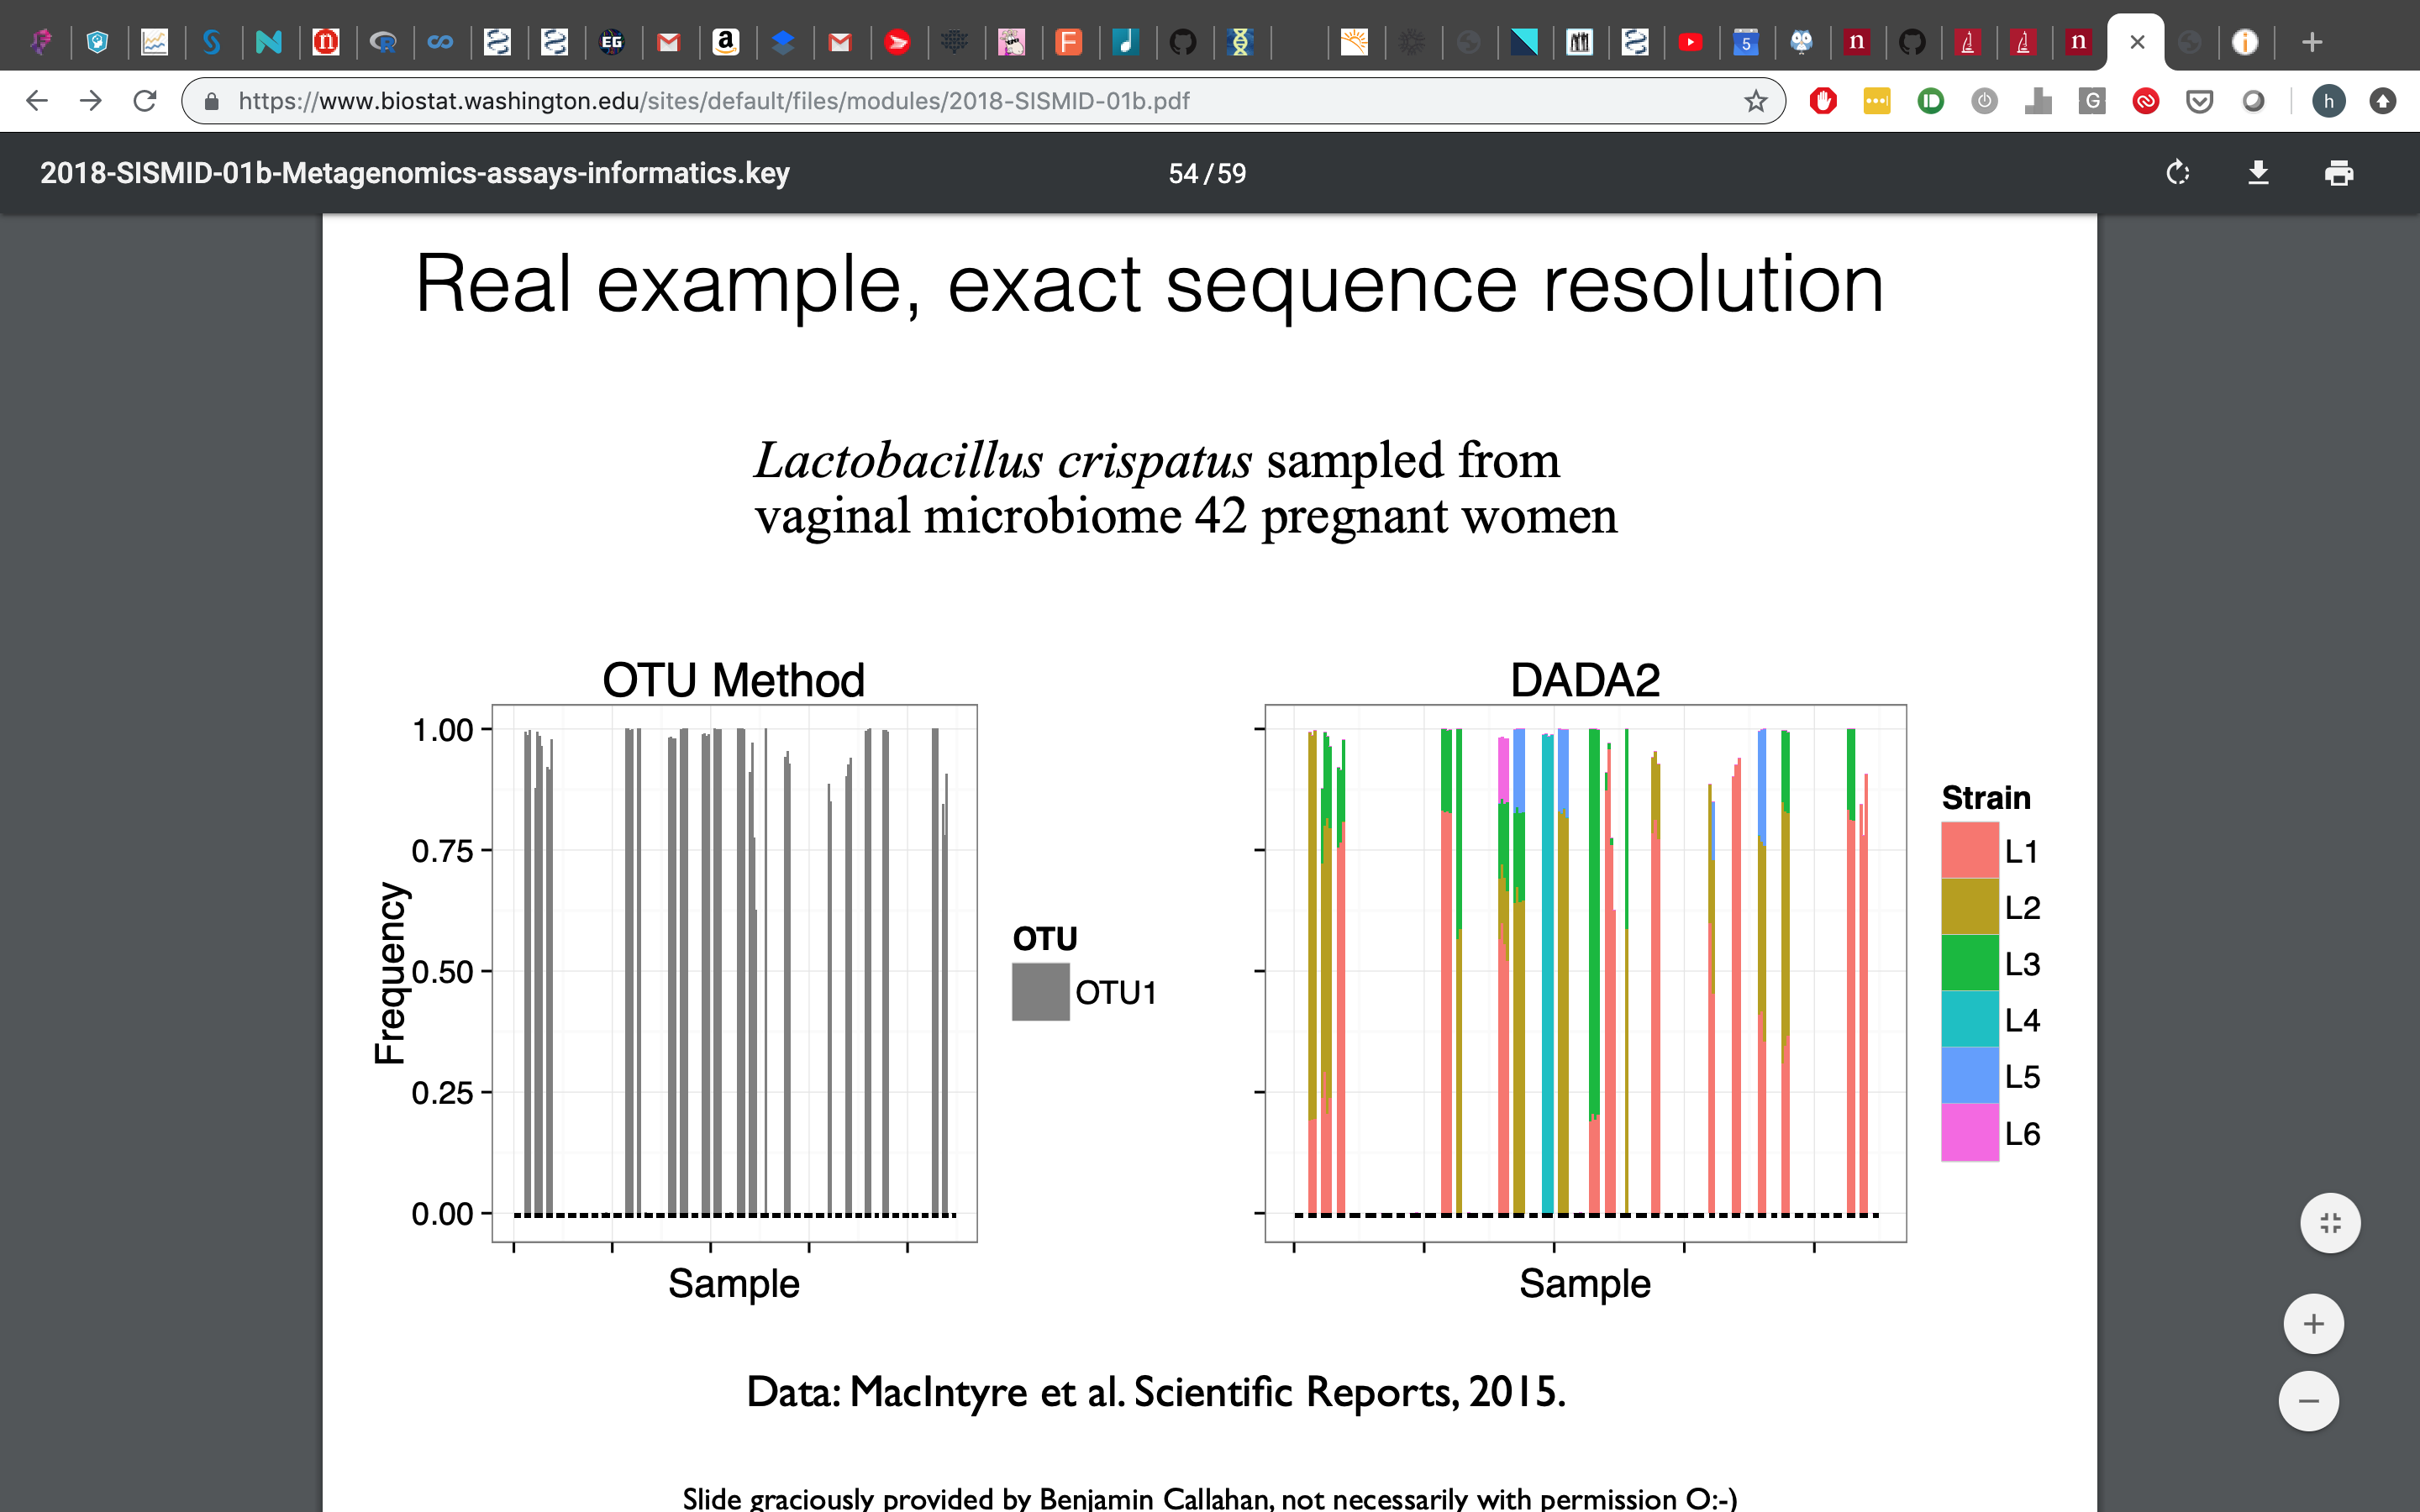 https://www.biostat.washington.edu/sites/default/files/modules/2018-SISMID-01b.pdf
h
2018-SISMID-01b-Metagenomics-assays-informatics.key
54 / 59
Real example, exact sequence resolution
Lactobacillus crispatus sampled from
vaginal microbiome 42 pregnant women
OTU Method
Frequency
1.00
0.75
0.50
0.25
0.00
Sample
OTU
OTU1
DADA2
Sample
Strain
L1
L2
L3
L4
L5
L6
Data: MacIntyre et al. Scientific Reports, 2015.
Slide graciously provided by Benjamin Callahan, not necessarily with permission O:-)